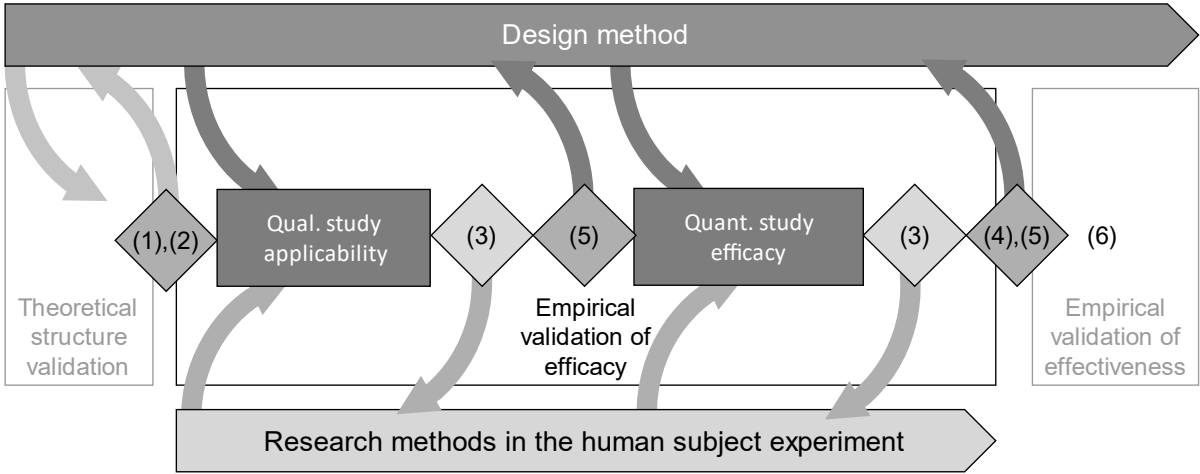 Design method
(1),(2)
Qual. study
applicability
(3)
(5)
Quant. study
efficacy
(3)
(4),(5)
(6)
Theoretical
structure
validation
Empirical
validation of
efficacy
Empirical
validation of
effectiveness
Research methods in the human subject experiment